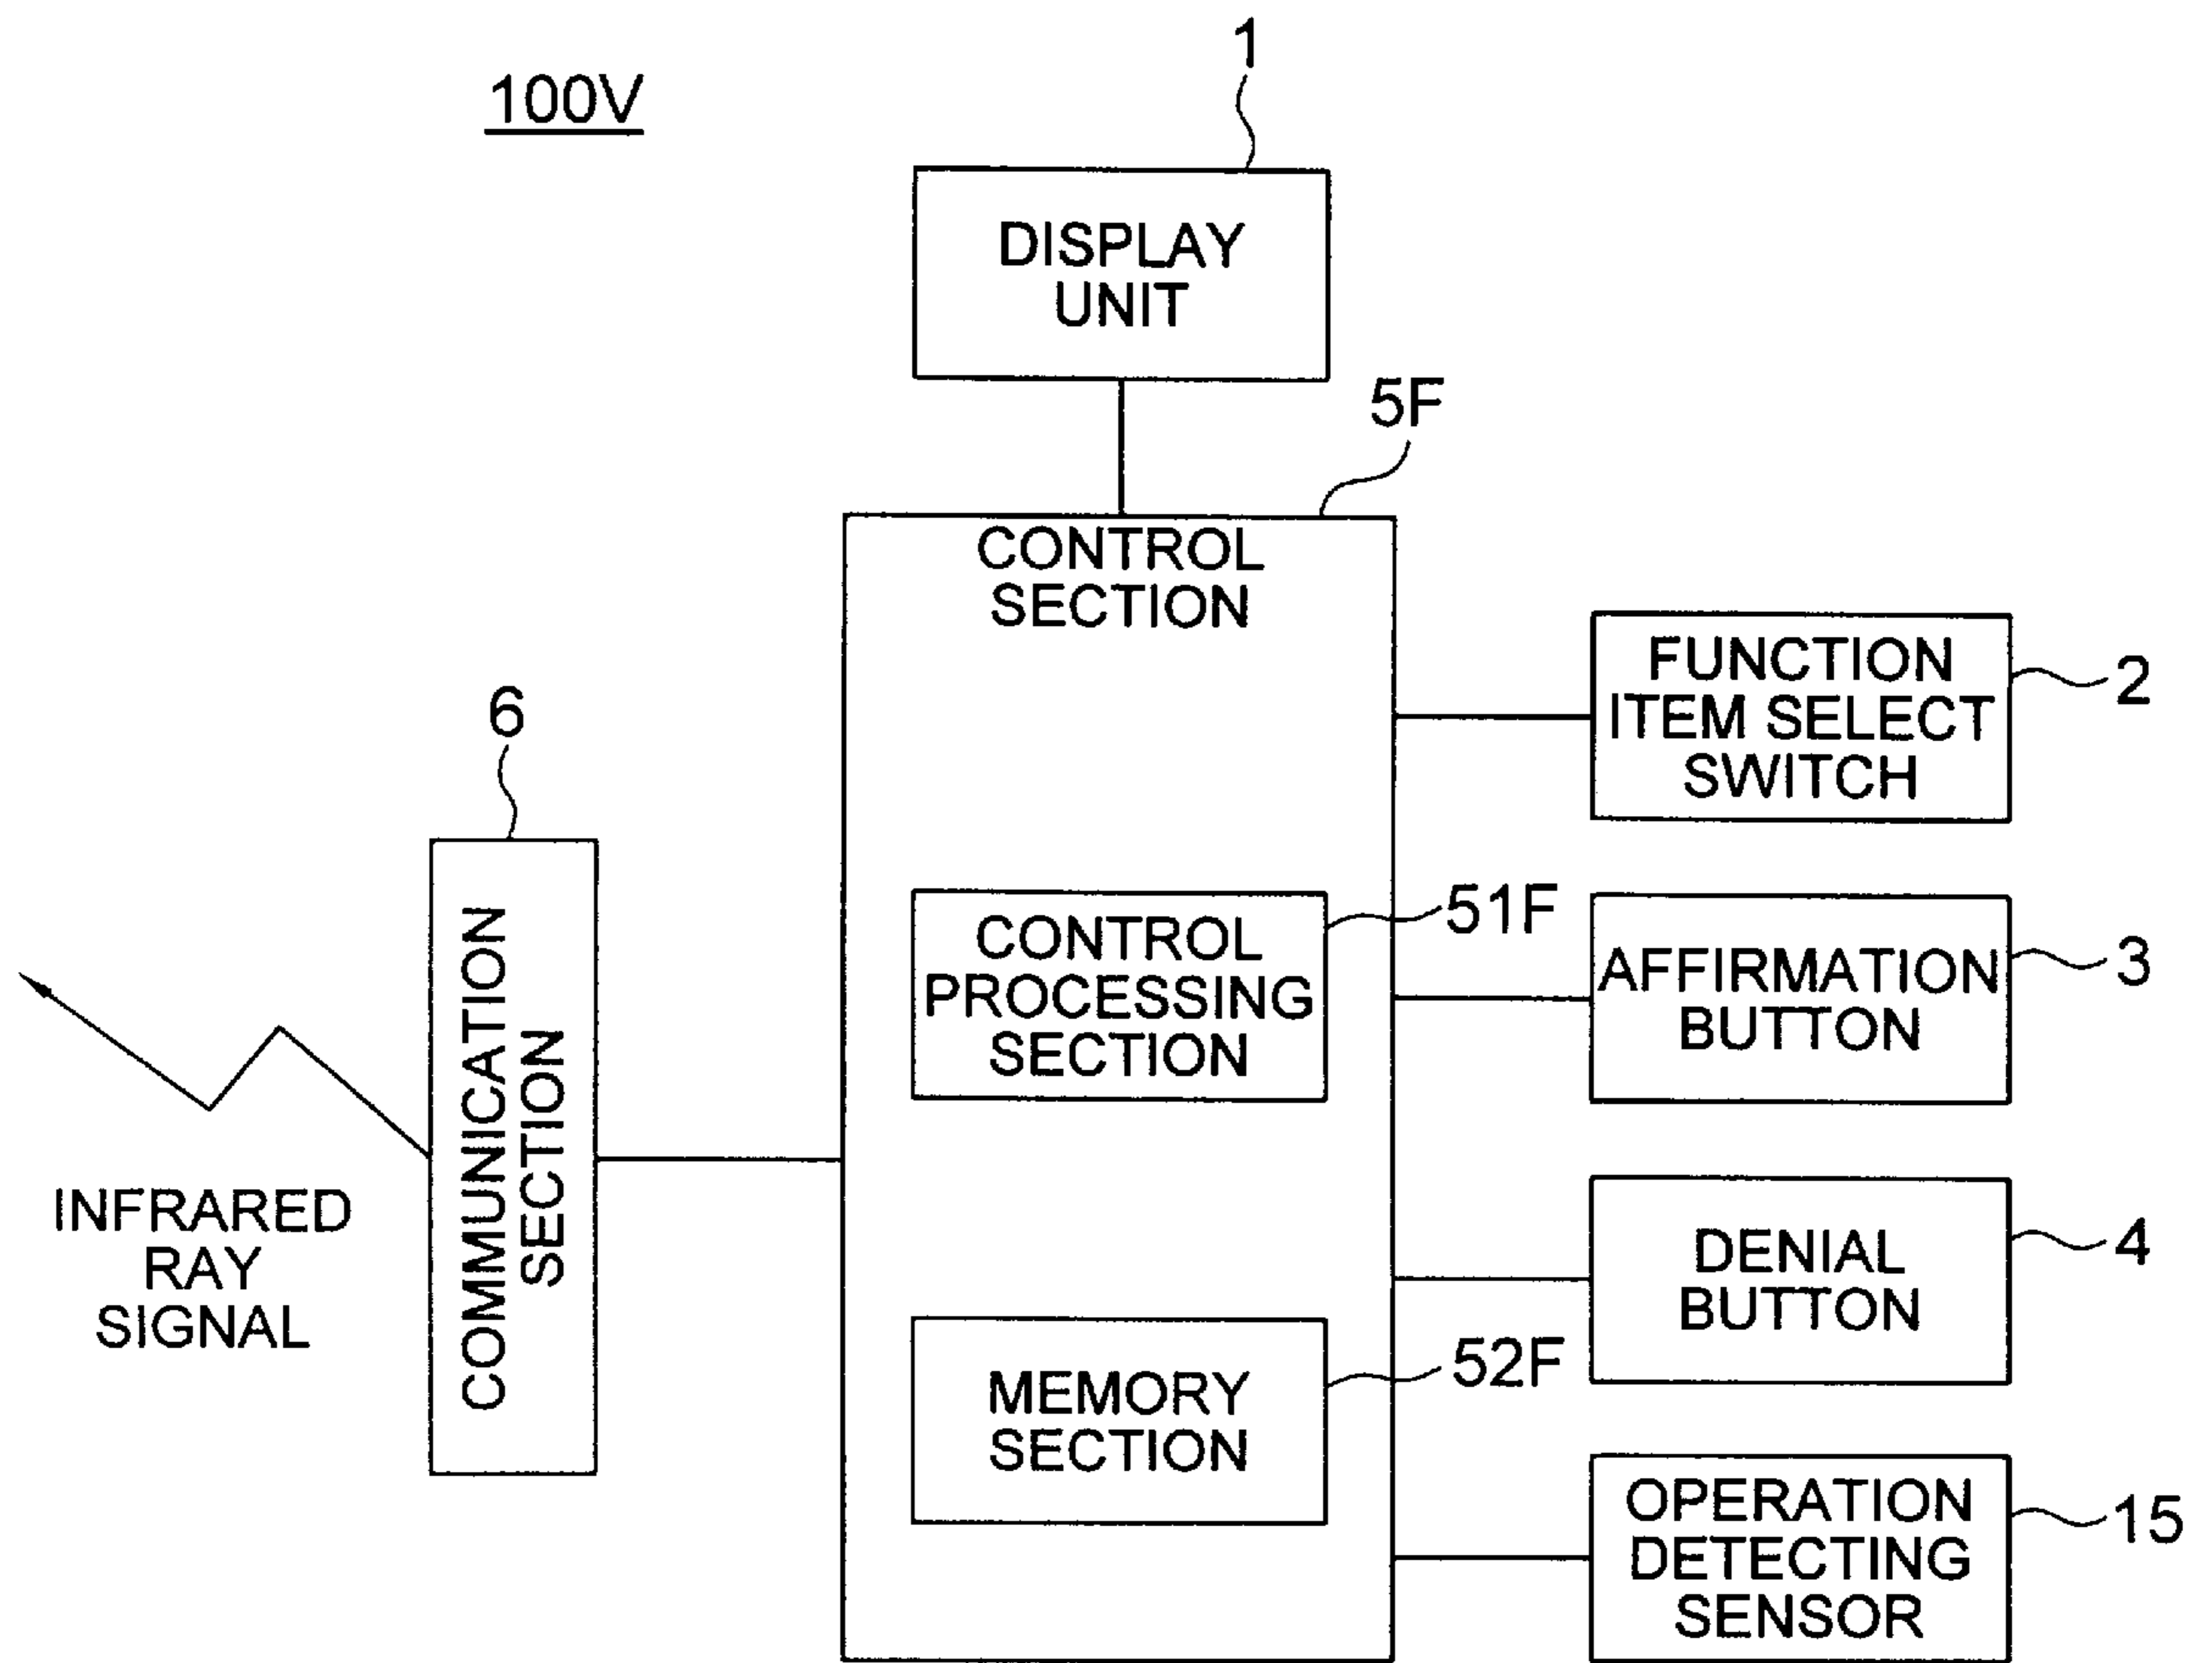 1
100V
DISPLAY
UNIT
5F
CONTROL
SECTION
FUNCTION
ITEM SELECT
SWITCH
2
6
COMMUNICATION
SECTION
CONTROL
PROCESSING
SECTION
51F
AFFIRMATION
BUTTON
3
INFRARED
RAY
SIGNAL
DENIAL
BUTTON
4
MEMORY
SECTION
52F
OPERATION
DETECTING
SENSOR
15